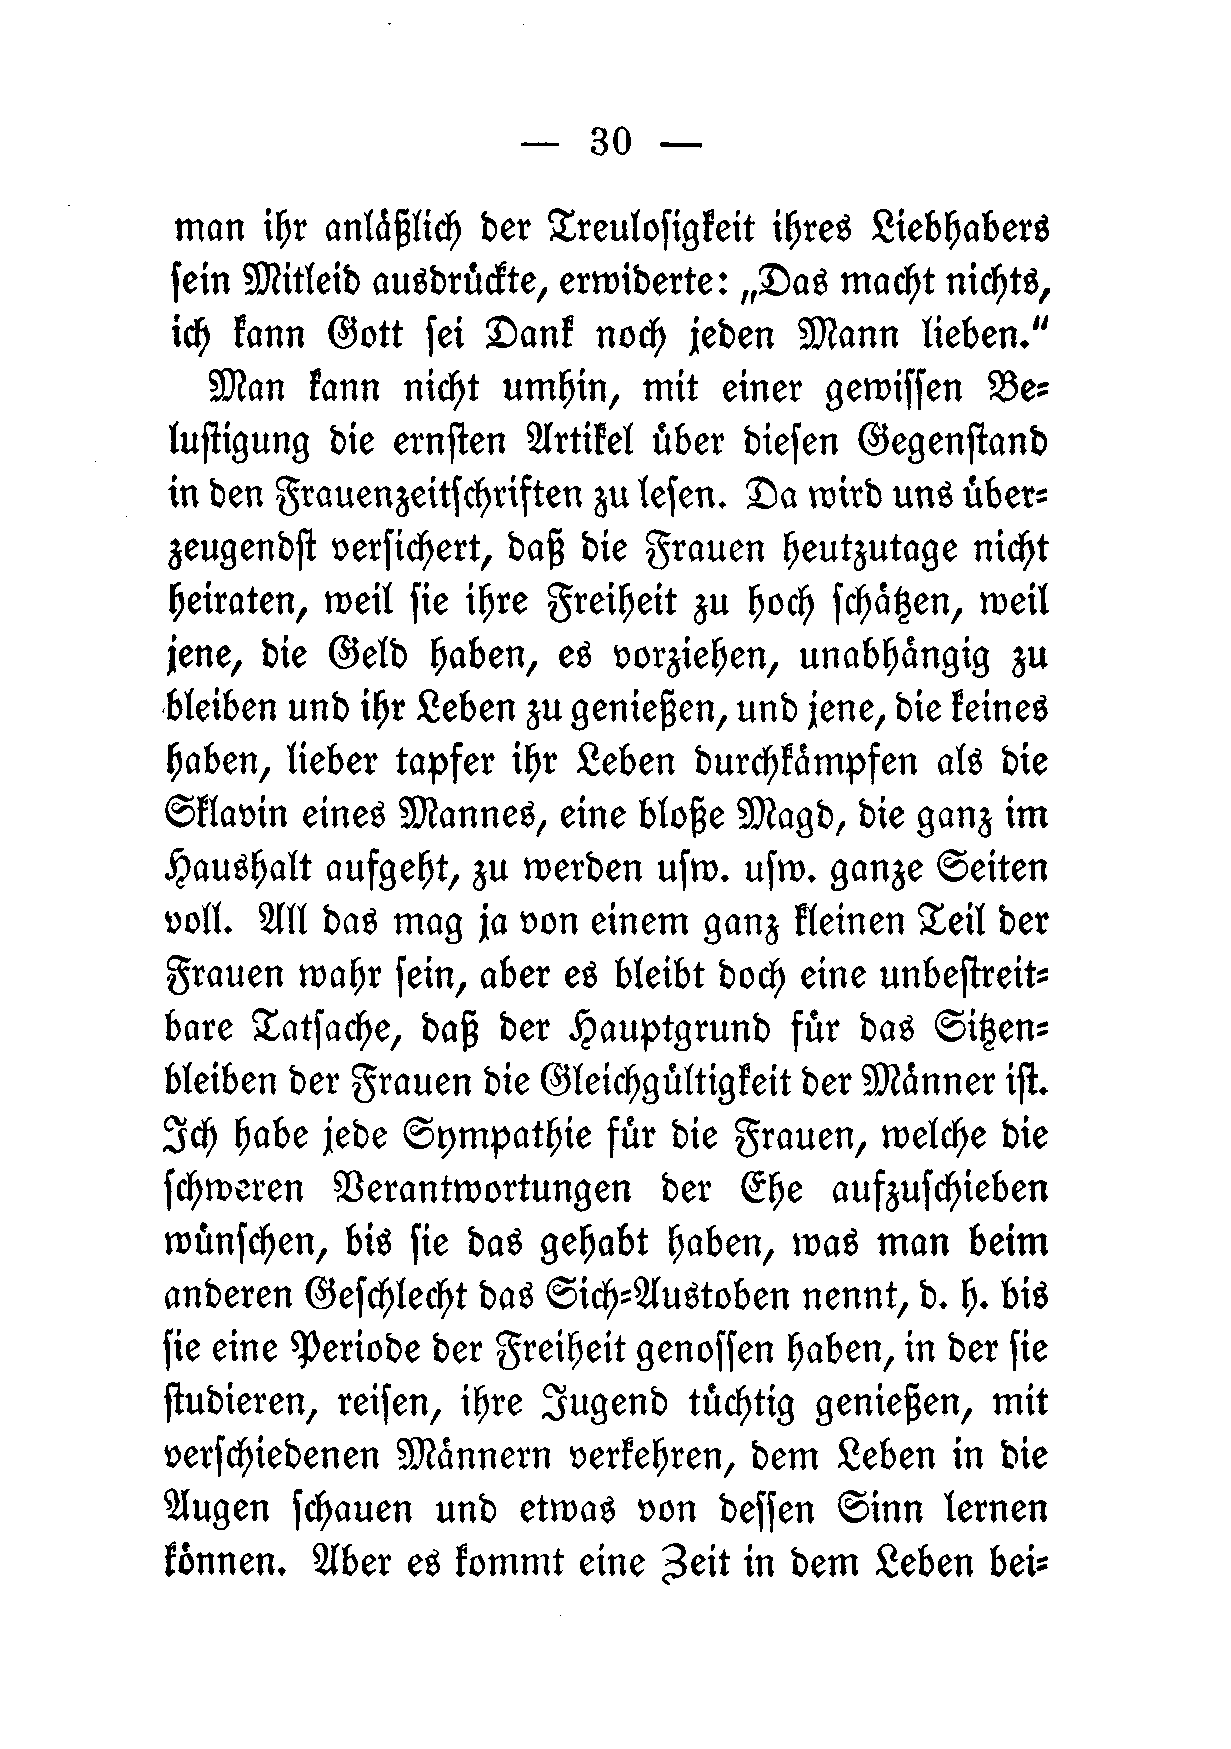 — 30 —
man ihr anläßlich der Treulosigkeit ihres Liebhabers
sein Mitleid ausdrückte, erwiderte: „Das macht nichts,
ich kann Gott sei Dank noch jeden Mann lieben."
Man kann nicht umhin, mit einer gewissen Be-
lustigung die ernsten Artikel über diesen Gegenstand
in den Frauenzeitschriften zu lesen. Da wird uns über-
zeugendst versichert, daß die Frauen heutzutage nicht
heiraten, weil sie ihre Freiheit zu hoch schätzen, weil
jene, die Geld haben, es vorziehen, unabhängig zu
bleiben und ihr Leben zu genießen, und jene, die keines
haben, lieber tapfer ihr Leben durchkämpfen als die
Sklavin eines Mannes, eine bloße Magd, die ganz im
Haushalt aufgeht, zu werden usw. usw. ganze Seiten
voll. All das mag ja von einem ganz kleinen Teil der
Frauen wahr sein, aber es bleibt doch eine unbestreit-
bare Tatsache, daß der Hauptgrund für das Sitzen-
bleiben der Frauen die Gleichgültigkeit der Männer ist.
Ich habe jede Sympathie für die Frauen, welche die
schweren Verantwortungen der Ehe aufzuschieben
wünschen, bis sie das gehabt haben, was man beim
anderen Geschlecht das Sich-Austoben nennt, d. h. bis
sie eine Periode der Freiheit genossen haben, in der sie
studieren, reisen, ihre Jugend tüchtig genießen, mit
verschiedenen Männern verkehren, dem Leben in die
Augen schauen und etwas von dessen Sinn lernen
können. Aber es kommt eine Zeit in dem Leben bei-